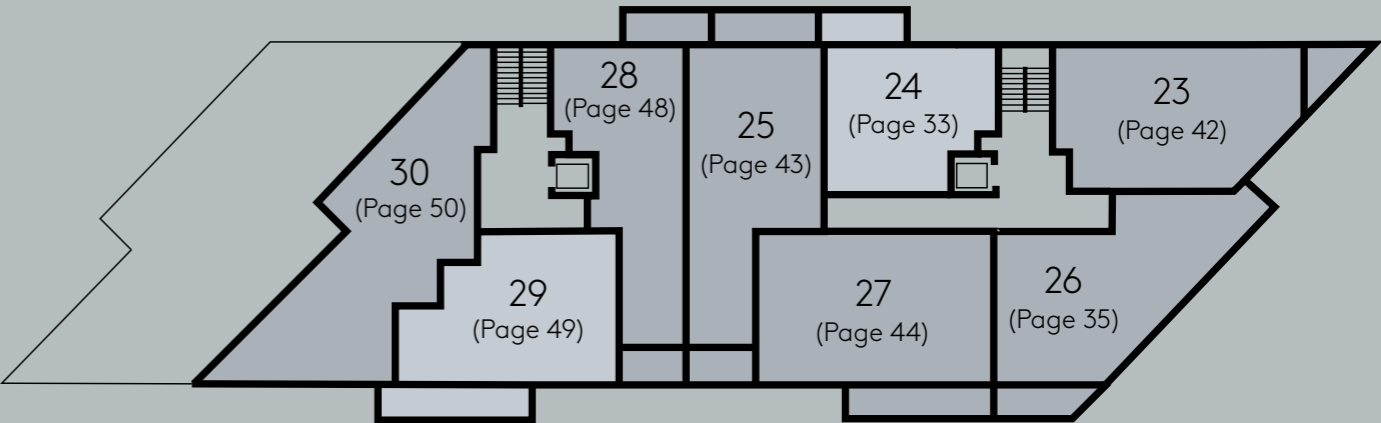 28
(Page 48)
25
(Page 43)
24
(Page 33)
23
(Page 42)
30
(Page 50)
29
(Page 49)
27
(Page 44)
26
(Page 35)